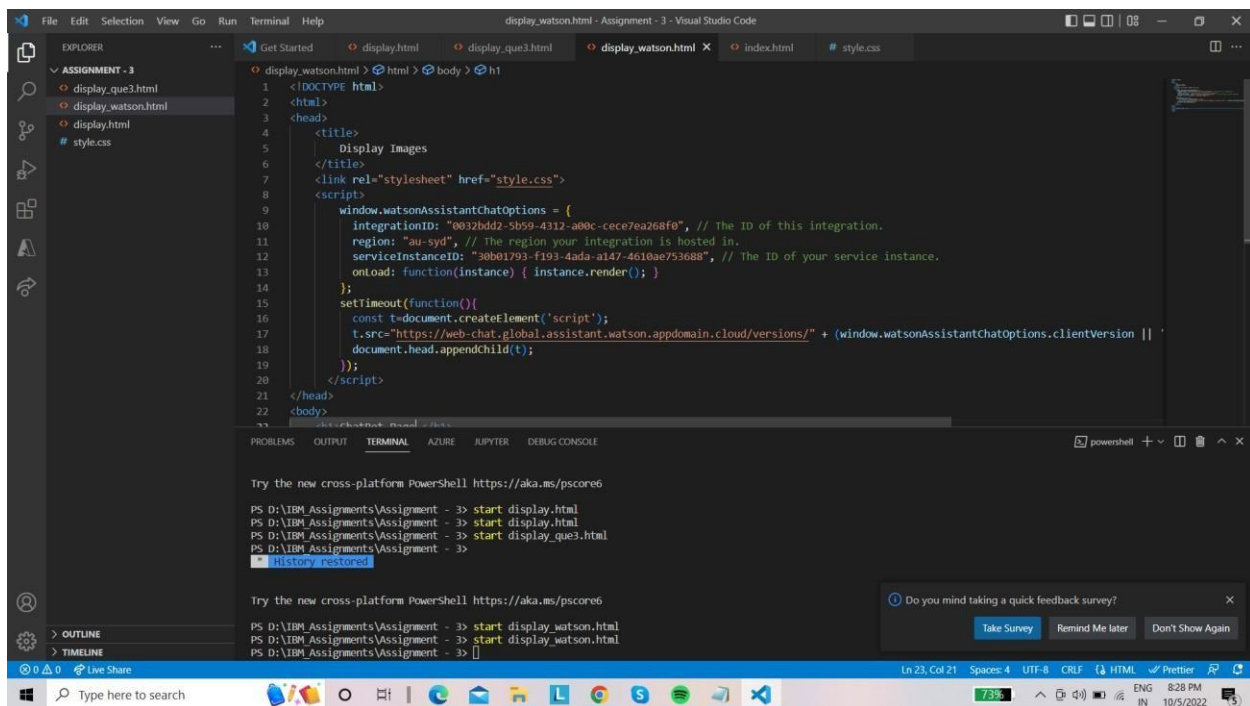 File Edit Selection View Go Run Terminal Help
display_watson.html - Assignment - 3 - Visual Studio Code
EXPLORER
Get Started
display.html
display_que3.html
display_watson.html
index.html
# style.css
ASSIGNMENT - 3
display_que3.html
display_watson.html
display.html
# style.css
display_watson.html > html > body > h1
1 <!DOCTYPE html>
2 <html>
3 <head>
4 <title>
5 Display Images
6 </title>
7 <link rel="stylesheet" href="style.css">
8 <script>
9 window.watsonAssistantChatOptions = {
10 integrationID: "0032bdd2-5b59-4312-a00c-cece7ea268f0", // The ID of this integration.
11 region: "au-syd", // The region your integration is hosted in.
12 serviceInstanceID: "30b01793-f193-4ada-a147-4610ae753688", // The ID of your service instance.
13 onLoad: function(instance) { instance.render(); }
14 };
15 setTimeout(function(){
16 const t=document.createElement('script');
17 t.src="https://web-chat.global.assistant.watson.appdomain.cloud/versions/" + (window.watsonAssistantChatOptions.clientVersion || '
18 document.head.appendChild(t);
19 });
20 </script>
21 </head>
22 <body>
23 <h1>ChatBot Page </h1>
PROBLEMS OUTPUT TERMINAL AZURE JUPYTER DEBUG CONSOLE
powershell
Try the new cross-platform PowerShell https://aka.ms/pscore6
PS D:\IBM_Assignments\Assignment - 3> start display.html
PS D:\IBM_Assignments\Assignment - 3> start display.html
PS D:\IBM_Assignments\Assignment - 3> start display_que3.html
PS D:\IBM_Assignments\Assignment - 3>
* History restored
Try the new cross-platform PowerShell https://aka.ms/pscore6
PS D:\IBM_Assignments\Assignment - 3> start display_watson.html
PS D:\IBM_Assignments\Assignment - 3> start display_watson.html
PS D:\IBM_Assignments\Assignment - 3>
Do you mind taking a quick feedback survey?
Take Survey
Remind Me later
Don't Show Again
OUTLINE
TIMELINE
0 0 Live Share
Ln 23, Col 21 Spaces: 4 UTF-8 CRLF HTML Prettier
Type here to search
L
S
73%
ENG
IN
8:28 PM
10/5/2022
5